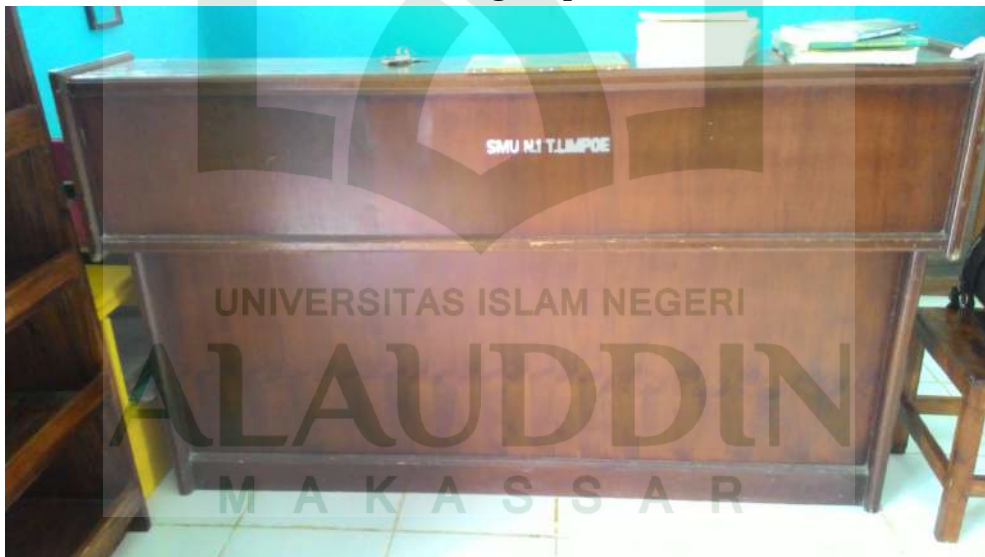 SMU N.1 T.LIMPOE
UNIVERSITAS ISLAM NEGERI
ALAUDDIN
MAKASSAR